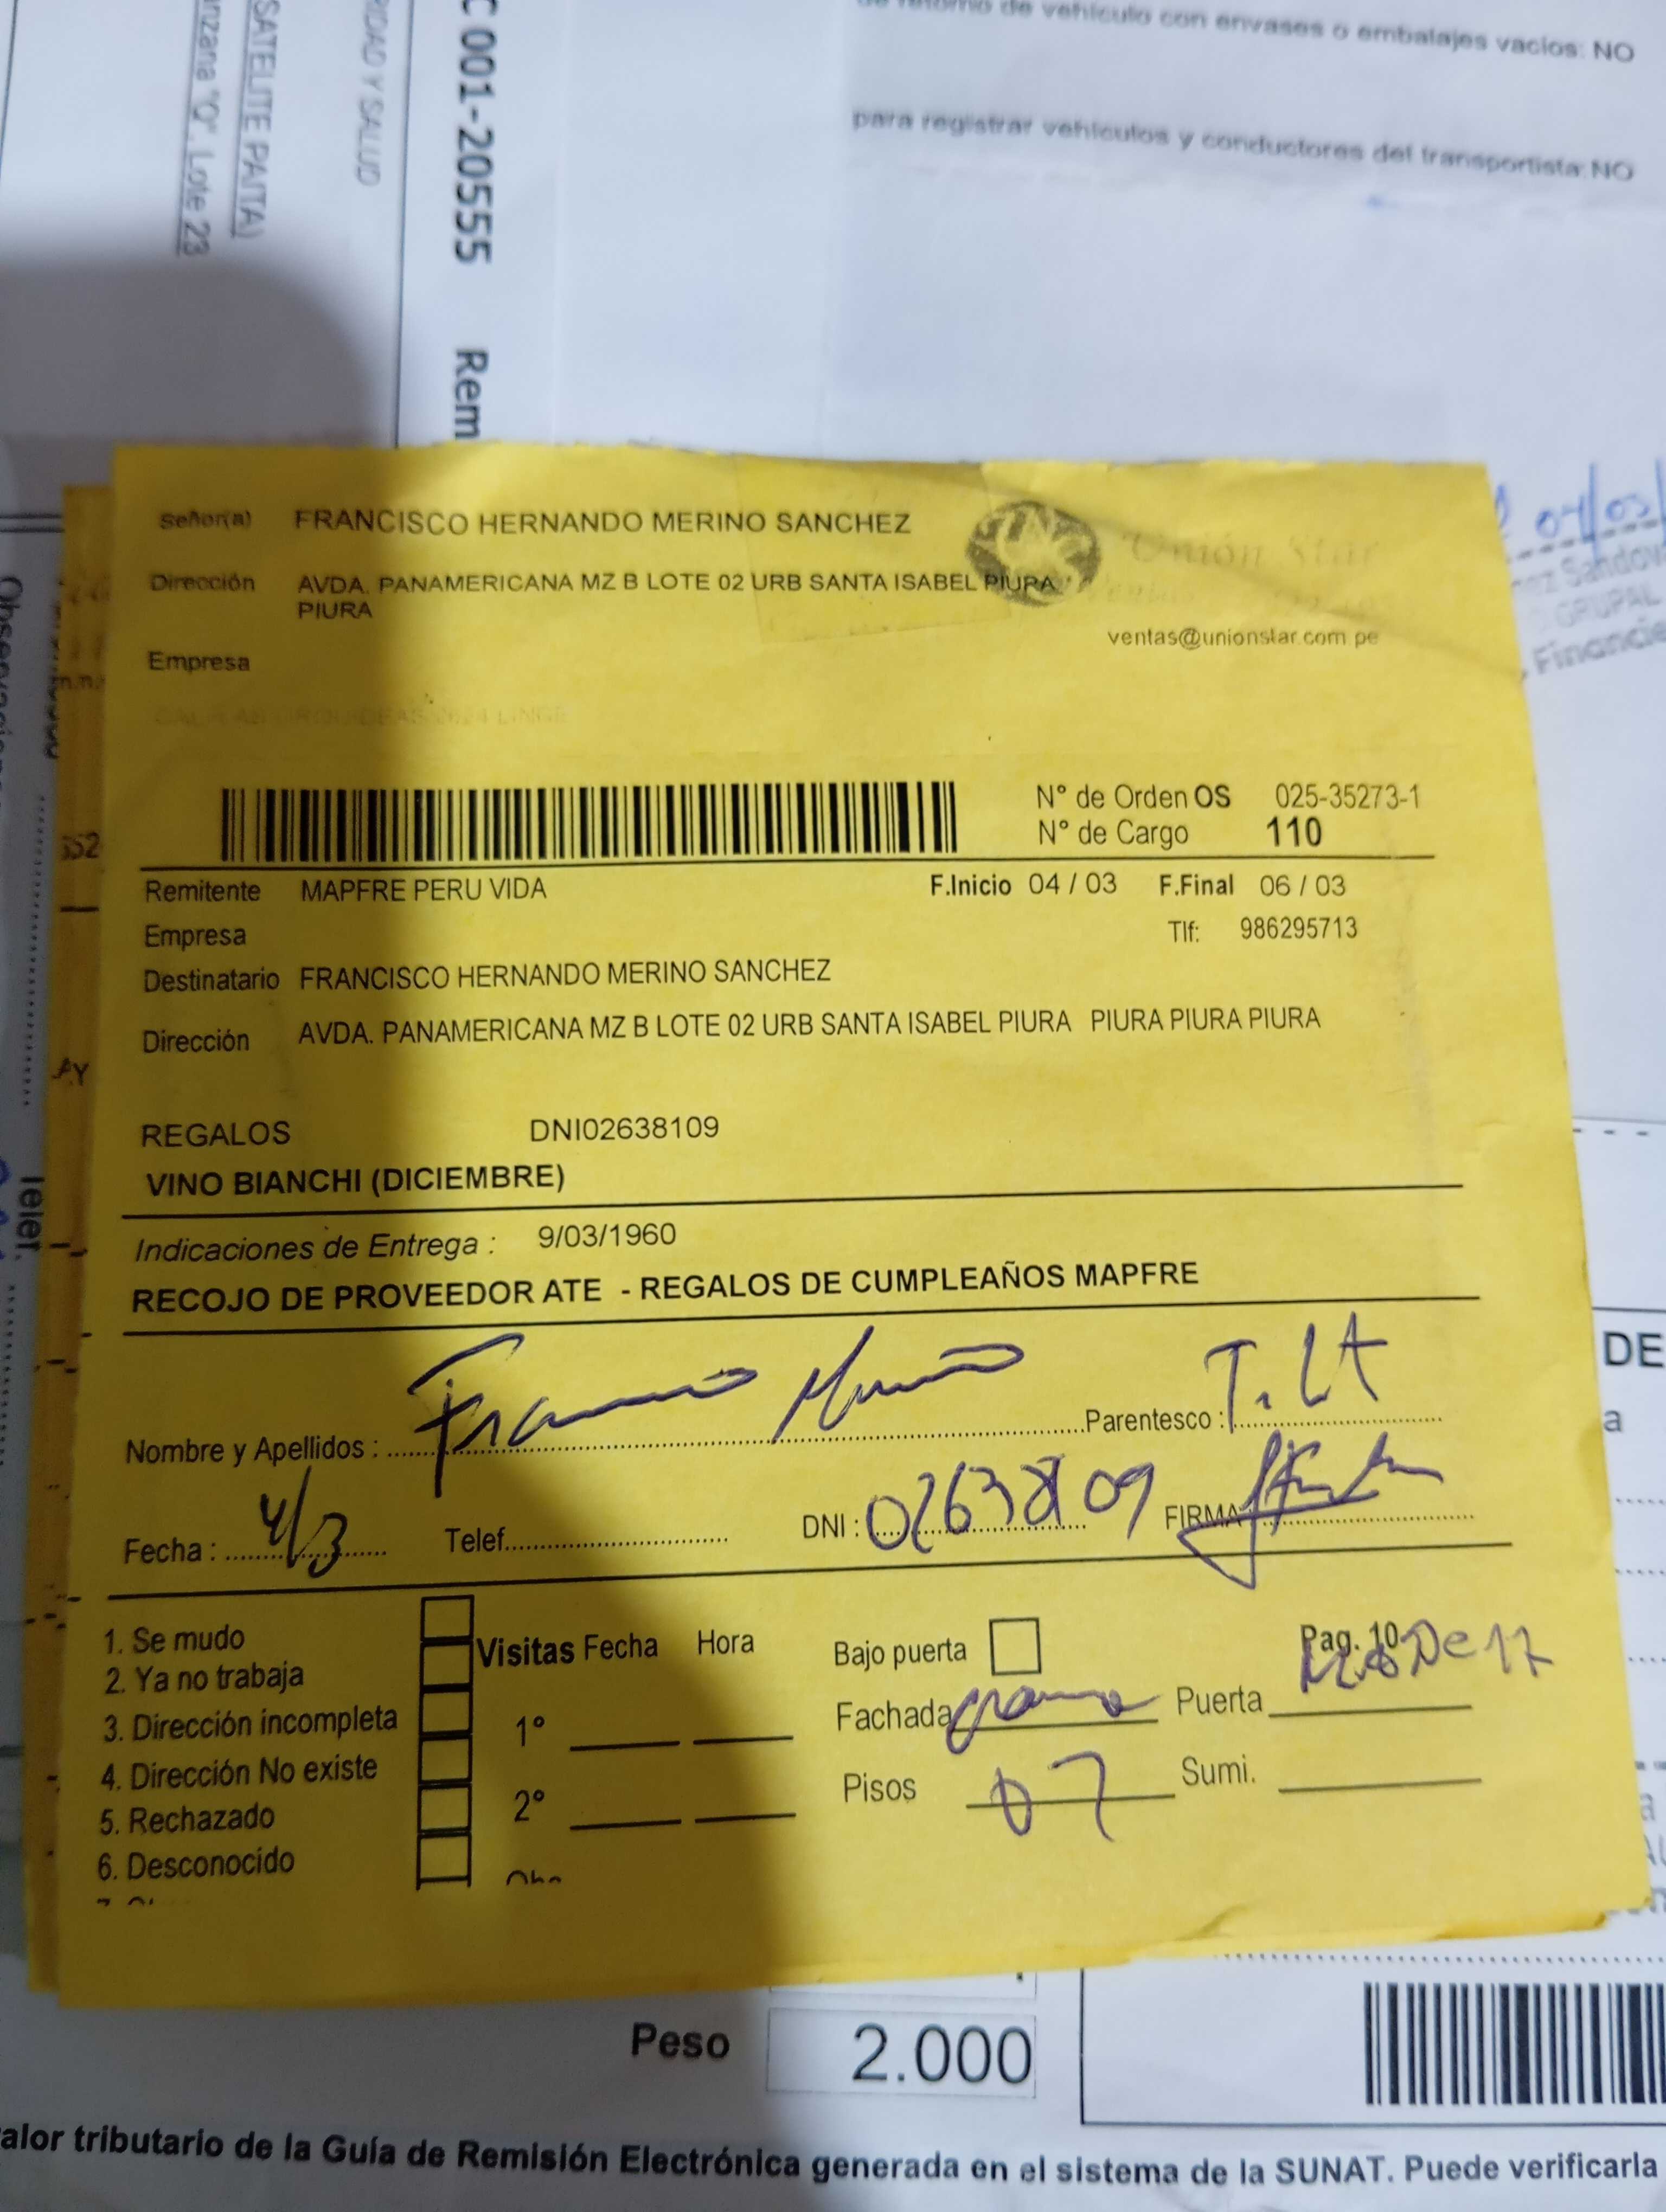 de vehículo con envases o embalajes vacíos: NO
para registrar vehículos y conductores del transportista: NO
SATELITE PAITA)
Lote 23
Y SALUD
001-20555 Rem
Señor(a) FRANCISCO HERNANDO MERINO SANCHEZ
Unión Star
Dirección AVDA. PANAMERICANA MZ B LOTE 02 URB SANTA ISABEL PIURA
PIURA
ventas@unionstar.com.pe
Empresa
N° de Orden OS 025-35273-1
N° de Cargo 110
Remitente MAPFRE PERU VIDA F.Inicio 04 / 03 F.Final 06 / 03
Empresa Tlf: 986295713
Destinatario FRANCISCO HERNANDO MERINO SANCHEZ
Dirección AVDA. PANAMERICANA MZ B LOTE 02 URB SANTA ISABEL PIURA PIURA PIURA PIURA
REGALOS DNI02638109
VINO BIANCHI (DICIEMBRE)
Indicaciones de Entrega : 9/03/1960
RECOJO DE PROVEEDOR ATE - REGALOS DE CUMPLEAÑOS MAPFRE
Nombre y Apellidos : Parentesco : T. LA
Fecha : 4/3 Telef. DNI : 02638109 FIRMA
1. Se mudo
2. Ya no trabaja
3. Dirección incompleta
4. Dirección No existe
5. Rechazado
6. Desconocido
Visitas Fecha Hora
1°
2°
Bajo puerta Pag. 10 De 17
Fachada Puerta
Pisos 07 Sumi.
Telef.
GRUPAL
DE
Peso 2.000
tributario de la Guía de Remisión Electrónica generada en el sistema de la SUNAT. Puede verificarla